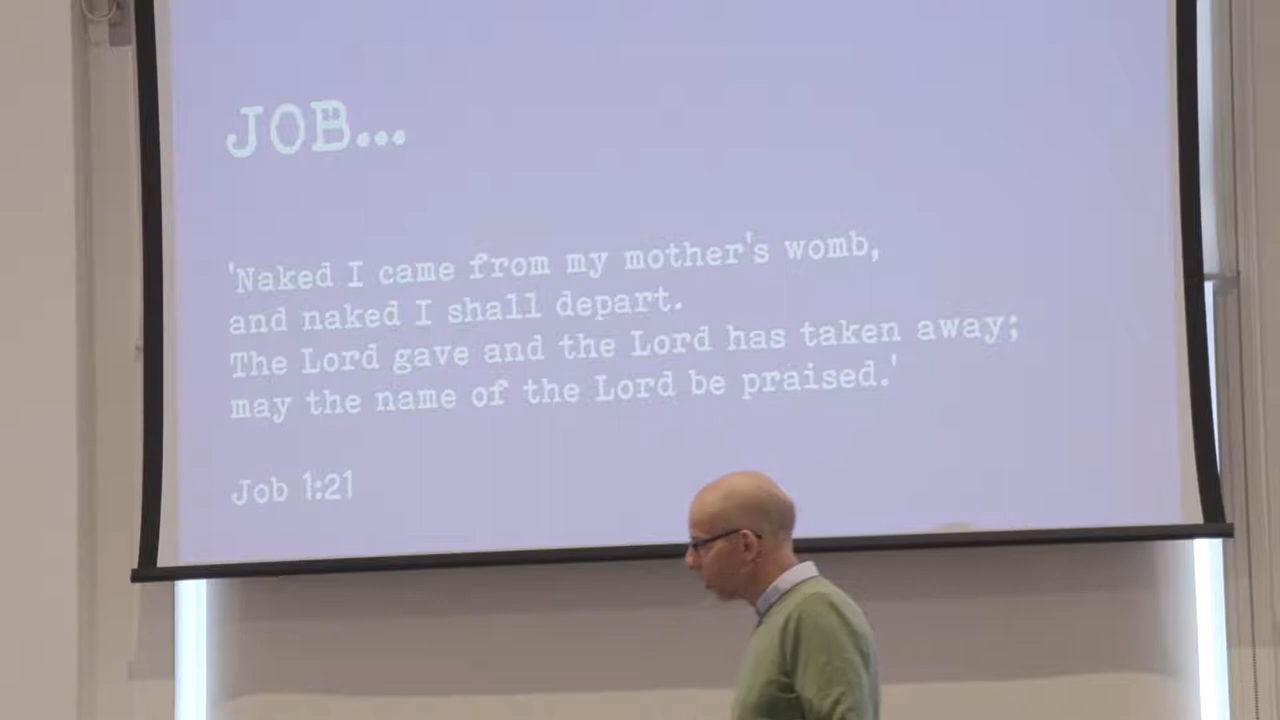 JOB...
'Naked I came from my mother's womb,
and naked I shall depart.
The Lord gave and the Lord has taken away;
may the name of the Lord be praised.'
Job 1:21